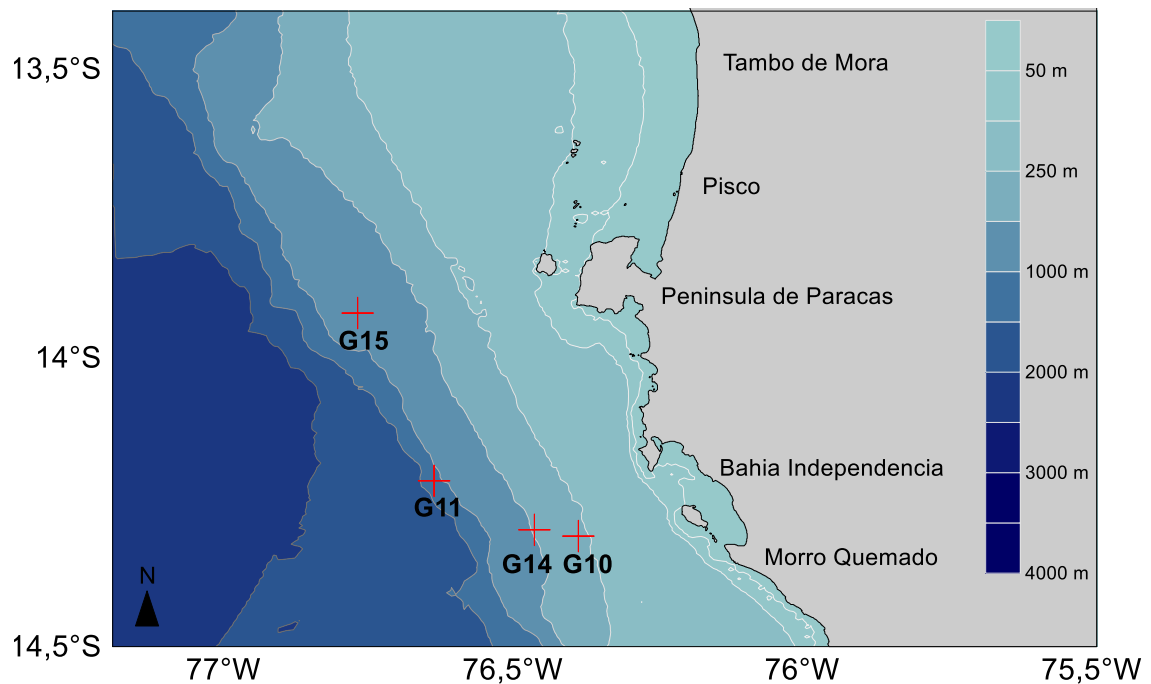 13,5°S
Tambo de Mora
50 m
Pisco
250 m
1000 m
Peninsula de Paracas
G15
14°S
2000 m
Bahia Independencia
3000 m
G11
G14
G10
Morro Quemado
4000 m
N
14,5°S
77°W
76,5°W
76°W
75,5°W